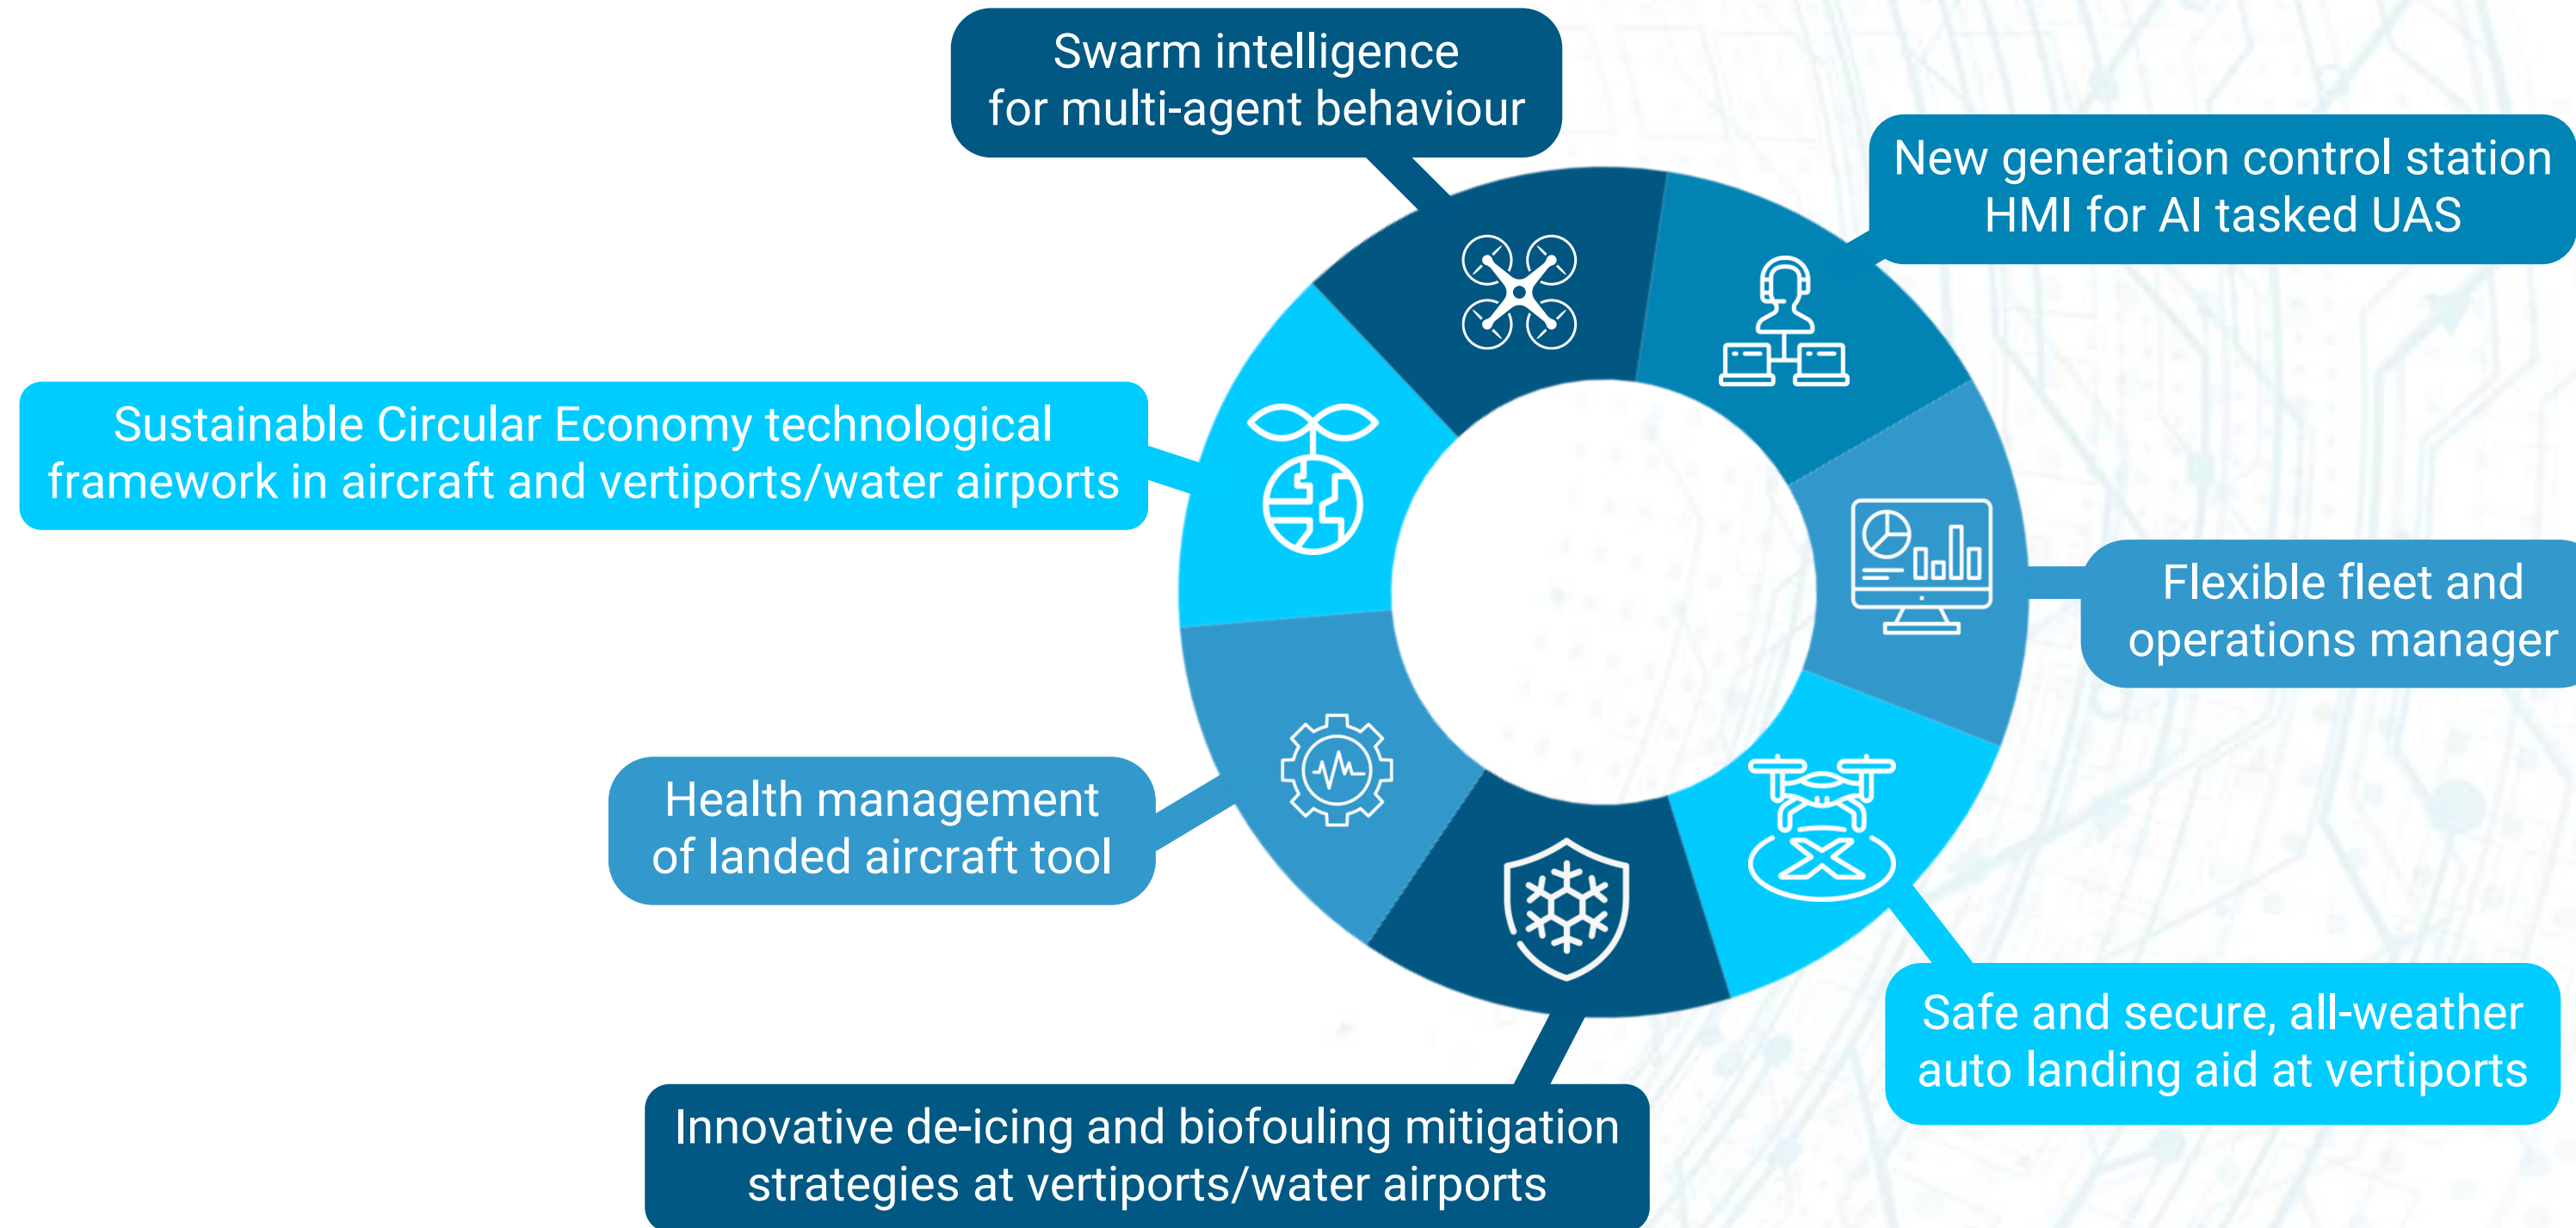 Swarm intelligence
for multi-agent behaviour
New generation control station
HMI for AI tasked UAS
Sustainable Circular Economy technological
framework in aircraft and vertiports/water airports
Flexible fleet and
operations manager
Health management
of landed aircraft tool
Safe and secure, all-weather
auto landing aid at vertiports
Innovative de-icing and biofouling mitigation
strategies at vertiports/water airports